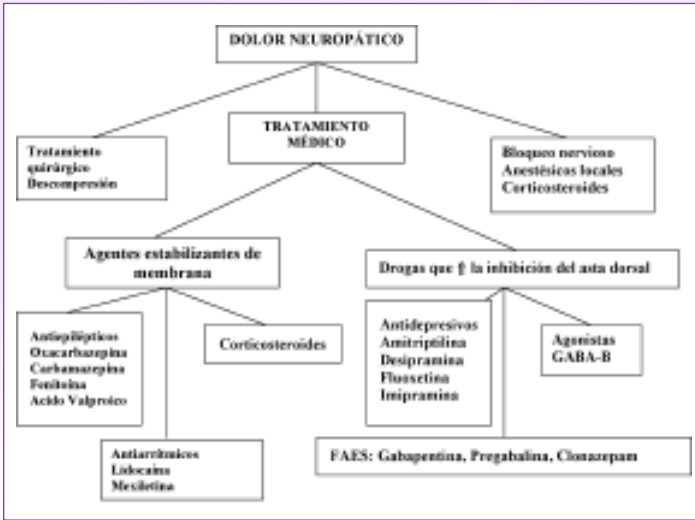 DOLOR NEUROPÁTICO
TRATAMIENTO
MÉDICO
Tratamiento
quirúrgico
Descompresión
Bloqueo nervioso
Anestésicos locales
Corticosteroides
Agentes estabilizantes de
membrana
Drogas que ⇑ la inhibición del asta dorsal
Antiepilépticos
Oxacarbazepina
Carbamazepina
Fenitoína
Acido Valproico
Corticosteroides
Antiarrítmicos
Lidocaína
Mexiletina
Antidepresivos
Amitriptilina
Desipramina
Fluoxetina
Imipramina
Agonistas
GABA-B
FAES: Gabapentina, Pregabalina, Clonazepam